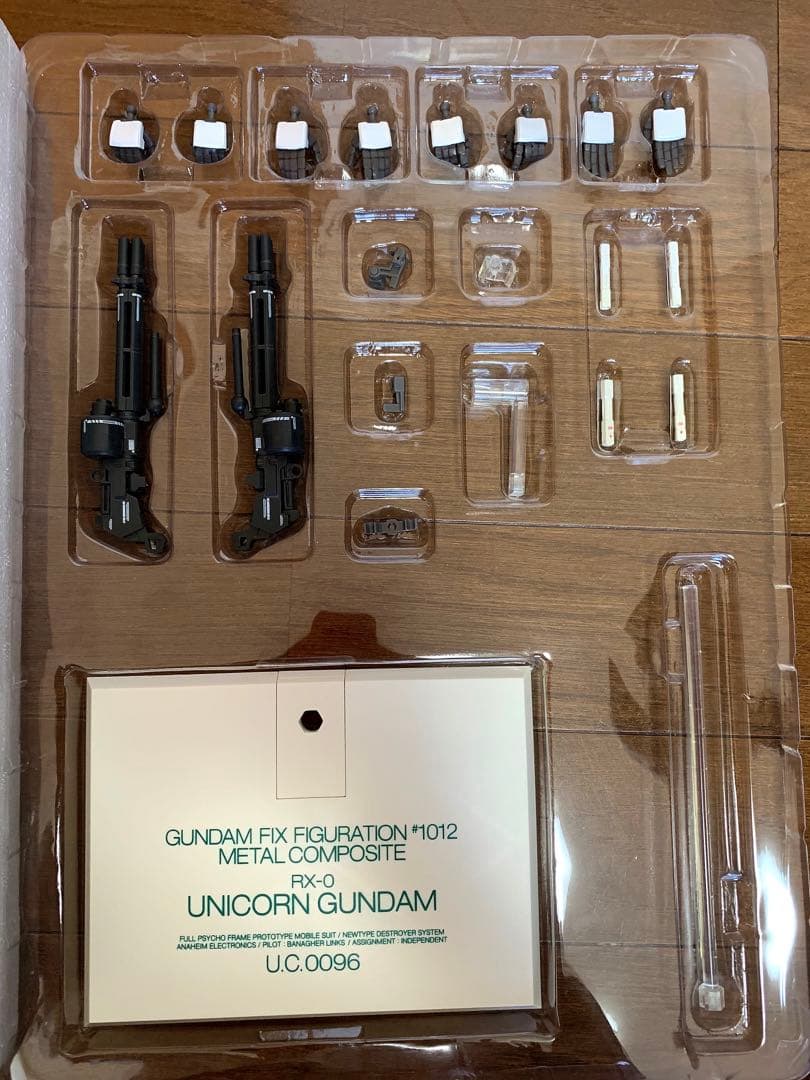 GUNDAM FIX FIGURATION #1012
METAL COMPOSITE
RX-0
UNICORN GUNDAM
FULL PSYCHO FRAME PROTOTYPE MOBILE SUIT / NEWTYPE DESTROYER SYSTEM
ANAHEIM ELECTRONICS / PILOT : BANAGHER LINKS / ASSIGNMENT : INDEPENDENT
U.C.0096